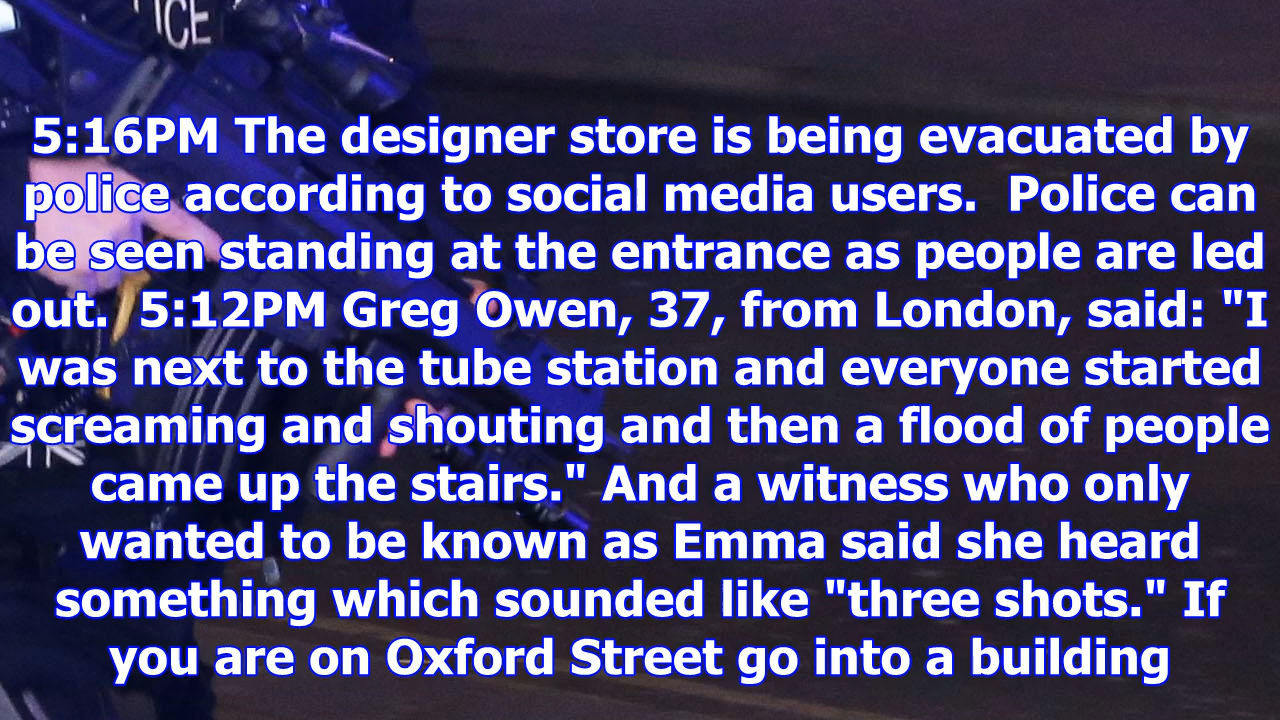 ICE
5:16PM The designer store is being evacuated by
police according to social media users.  Police can
be seen standing at the entrance as people are led
out.  5:12PM Greg Owen, 37, from London, said: "I
was next to the tube station and everyone started
screaming and shouting and then a flood of people
came up the stairs." And a witness who only
wanted to be known as Emma said she heard
something which sounded like "three shots." If
you are on Oxford Street go into a building